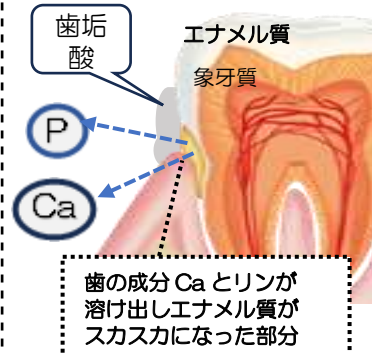 歯垢
酸
エナメル質
象牙質
P
Ca
歯の成分 Ca とリンが
溶け出しエナメル質が
スカスカになった部分